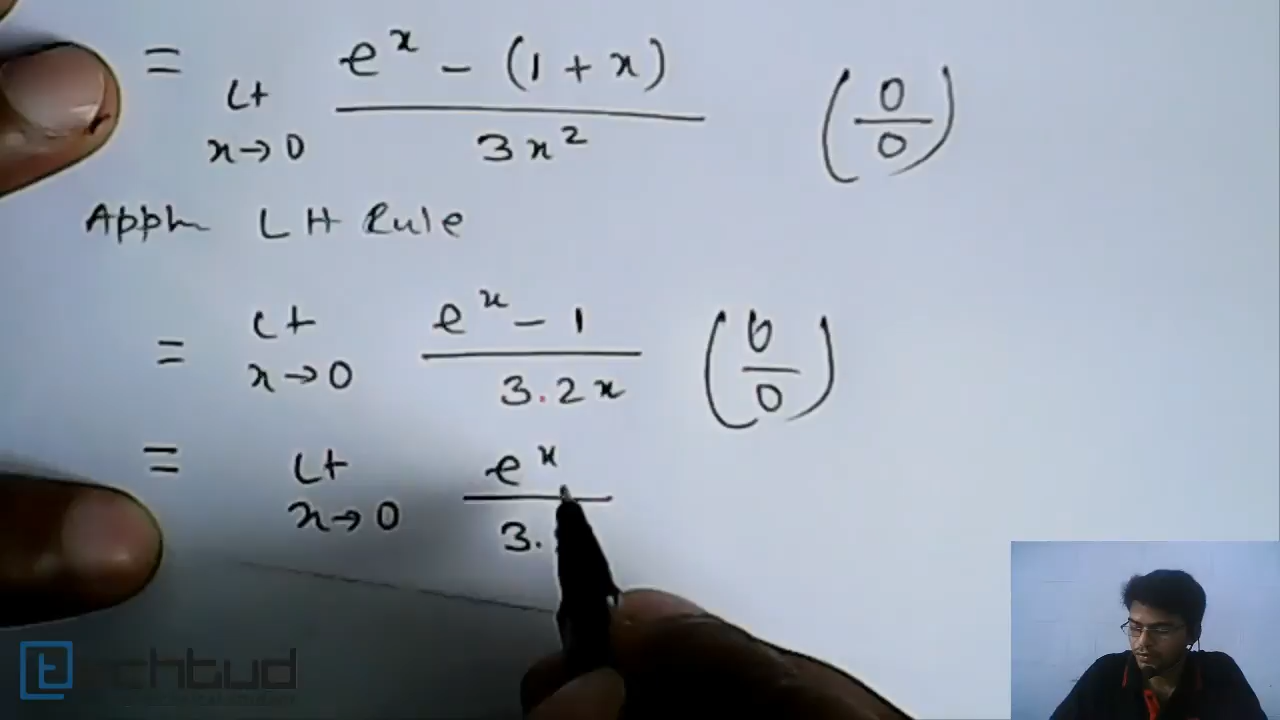 = Lt x→0 e^x - (1 + x) / 3x^2 (0/0)
LH Rule
= Lt x→0 e^x - 1 / 3.2x (0/0)
= Lt x→0 e^x / 3.